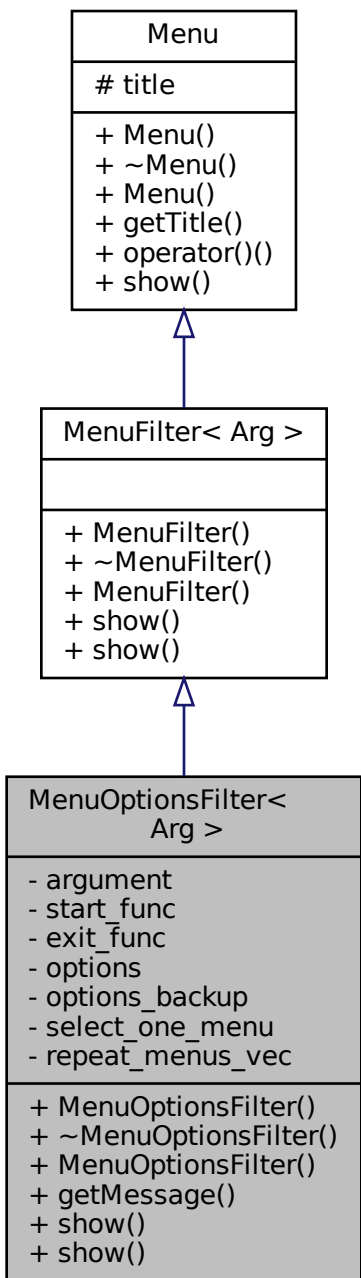 Menu
# title
+ Menu()
+ ~Menu()
+ Menu()
+ getTitle()
+ operator()()
+ show()
MenuFilter< Arg >
+ MenuFilter()
+ ~MenuFilter()
+ MenuFilter()
+ show()
+ show()
MenuOptionsFilter<
Arg >
- argument
- start_func
- exit_func
- options
- options_backup
- select_one_menu
- repeat_menus_vec
+ MenuOptionsFilter()
+ ~MenuOptionsFilter()
+ MenuOptionsFilter()
+ getMessage()
+ show()
+ show()